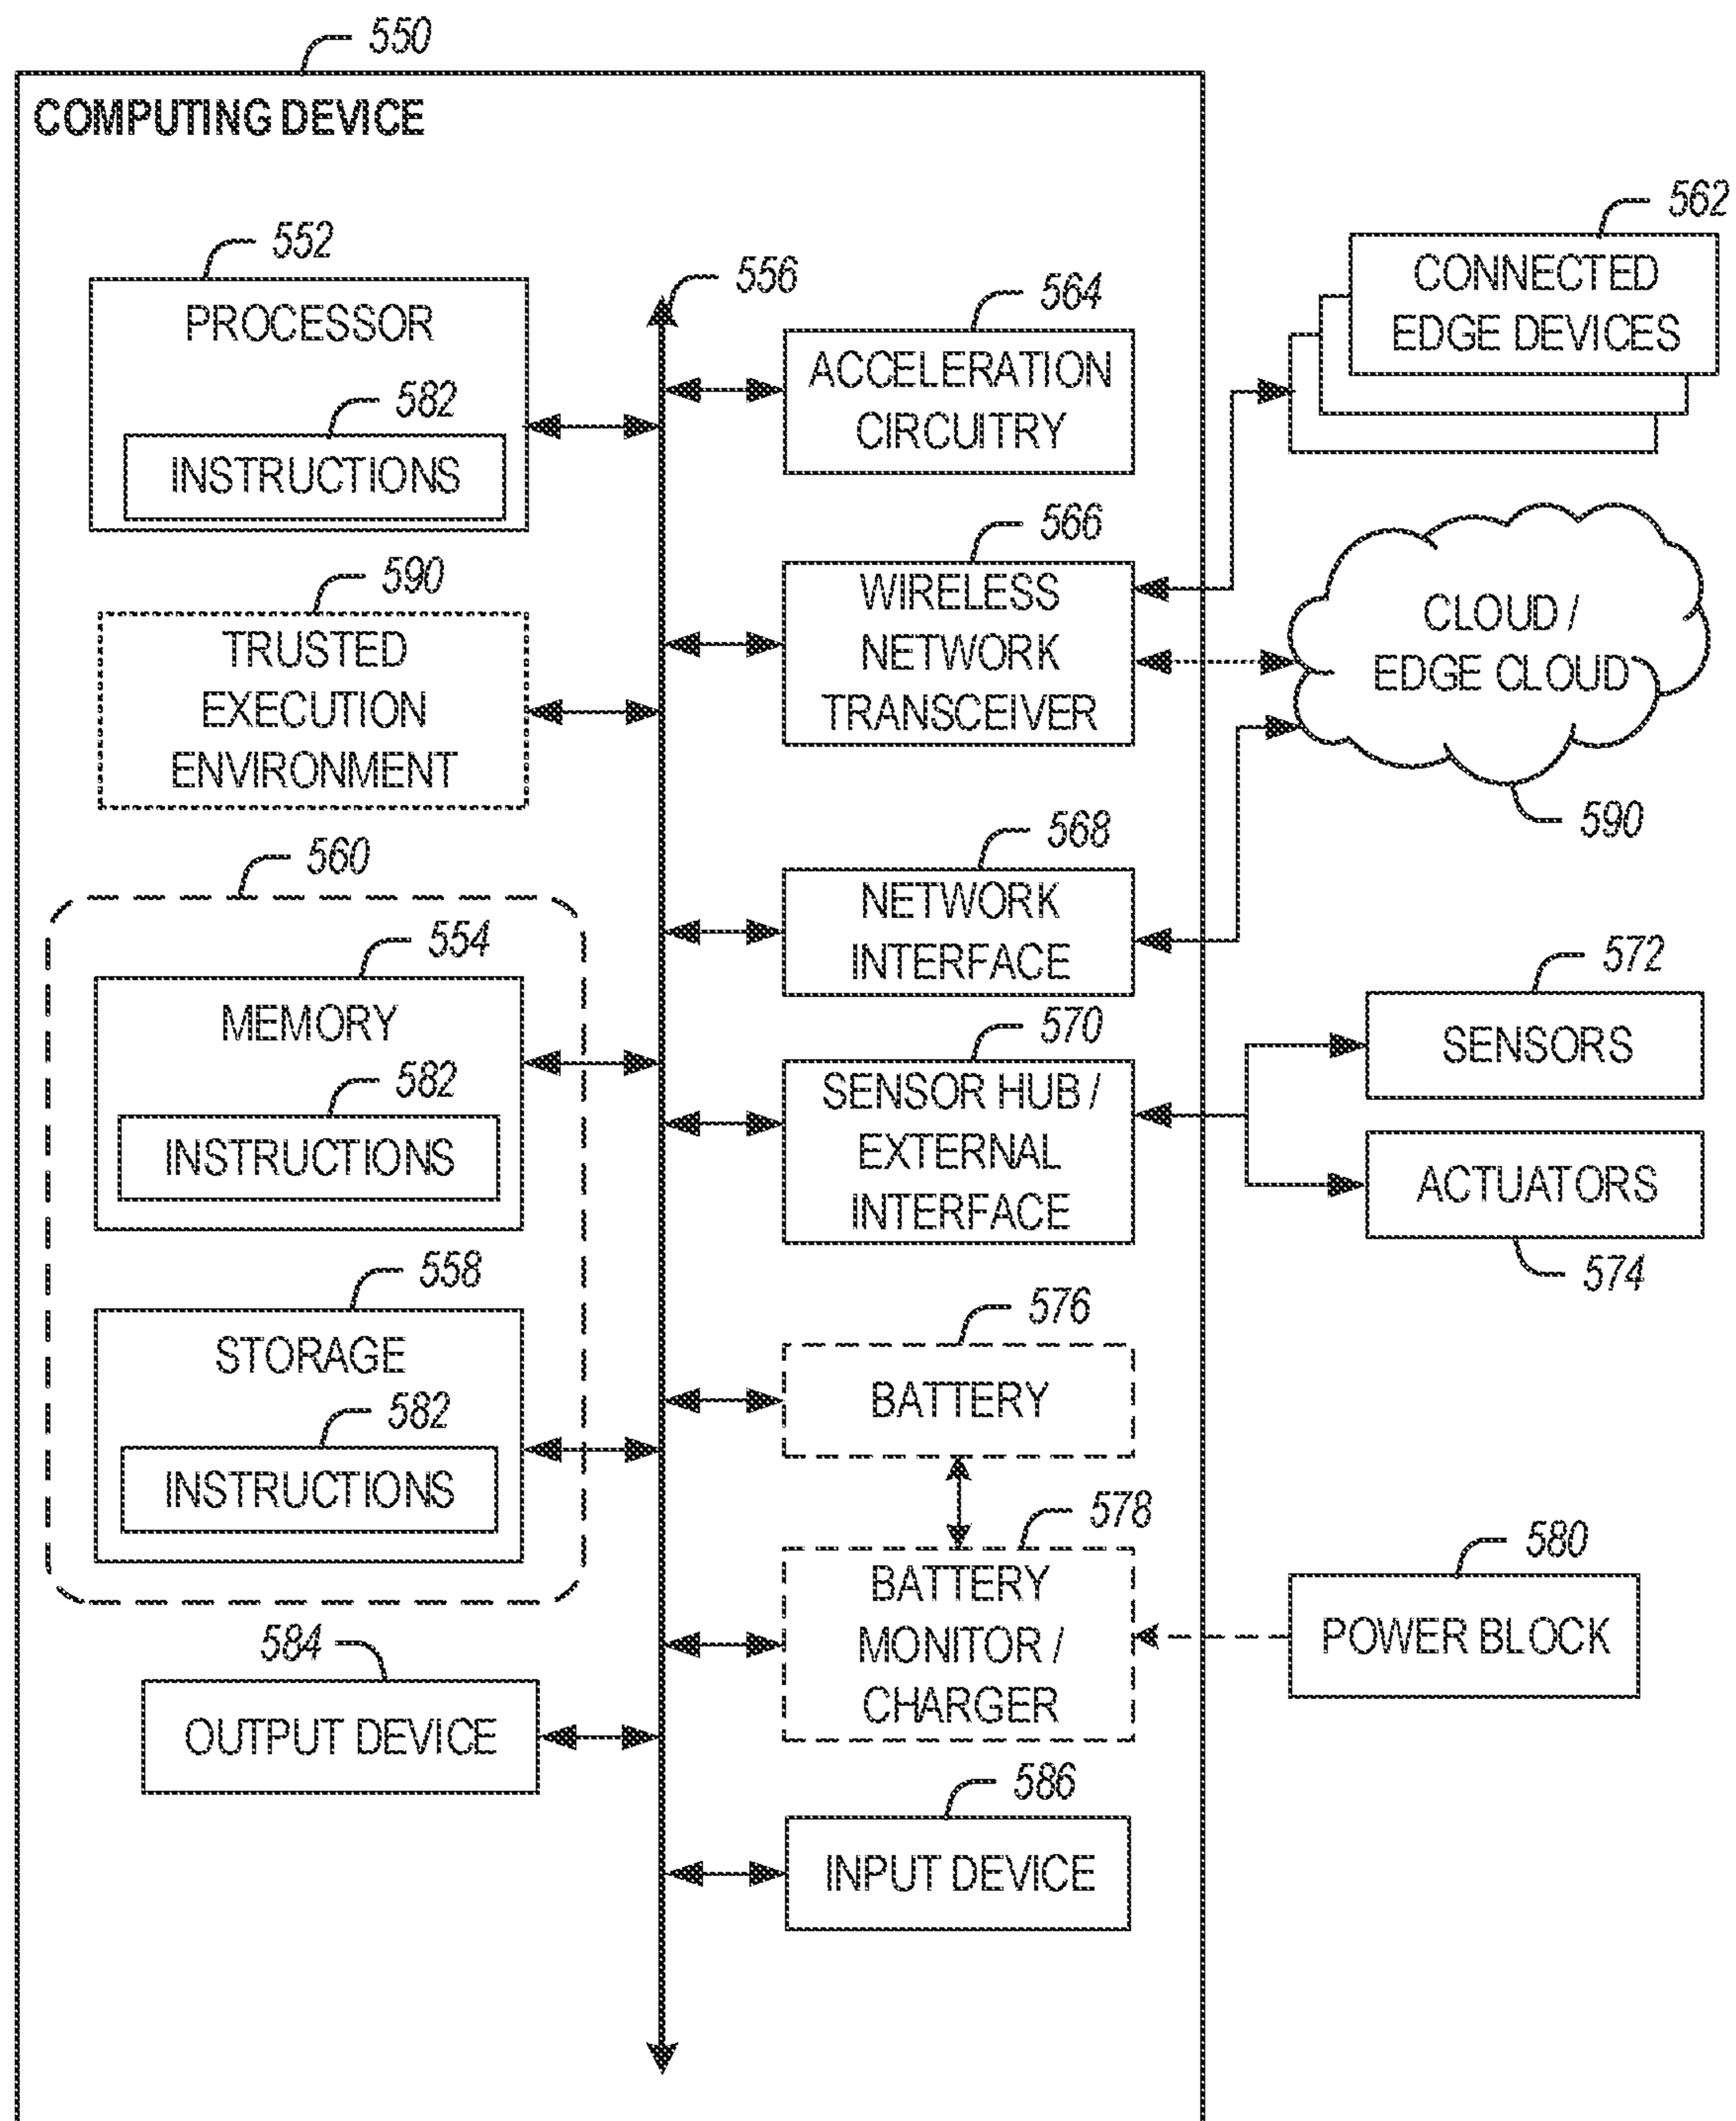 550
COMPUTING DEVICE
552
PROCESSOR
582
INSTRUCTIONS
590
TRUSTED
EXECUTION
ENVIRONMENT
560
554
MEMORY
582
INSTRUCTIONS
558
STORAGE
582
INSTRUCTIONS
584
OUTPUT DEVICE
556
564
ACCELERATION
CIRCUITRY
566
WIRELESS
NETWORK
TRANSCEIVER
568
NETWORK
INTERFACE
570
SENSOR HUB /
EXTERNAL
INTERFACE
576
BATTERY
578
BATTERY
MONITOR /
CHARGER
586
INPUT DEVICE
562
CONNECTED
EDGE DEVICES
CLOUD /
EDGE CLOUD
590
572
SENSORS
ACTUATORS
574
580
POWER BLOCK